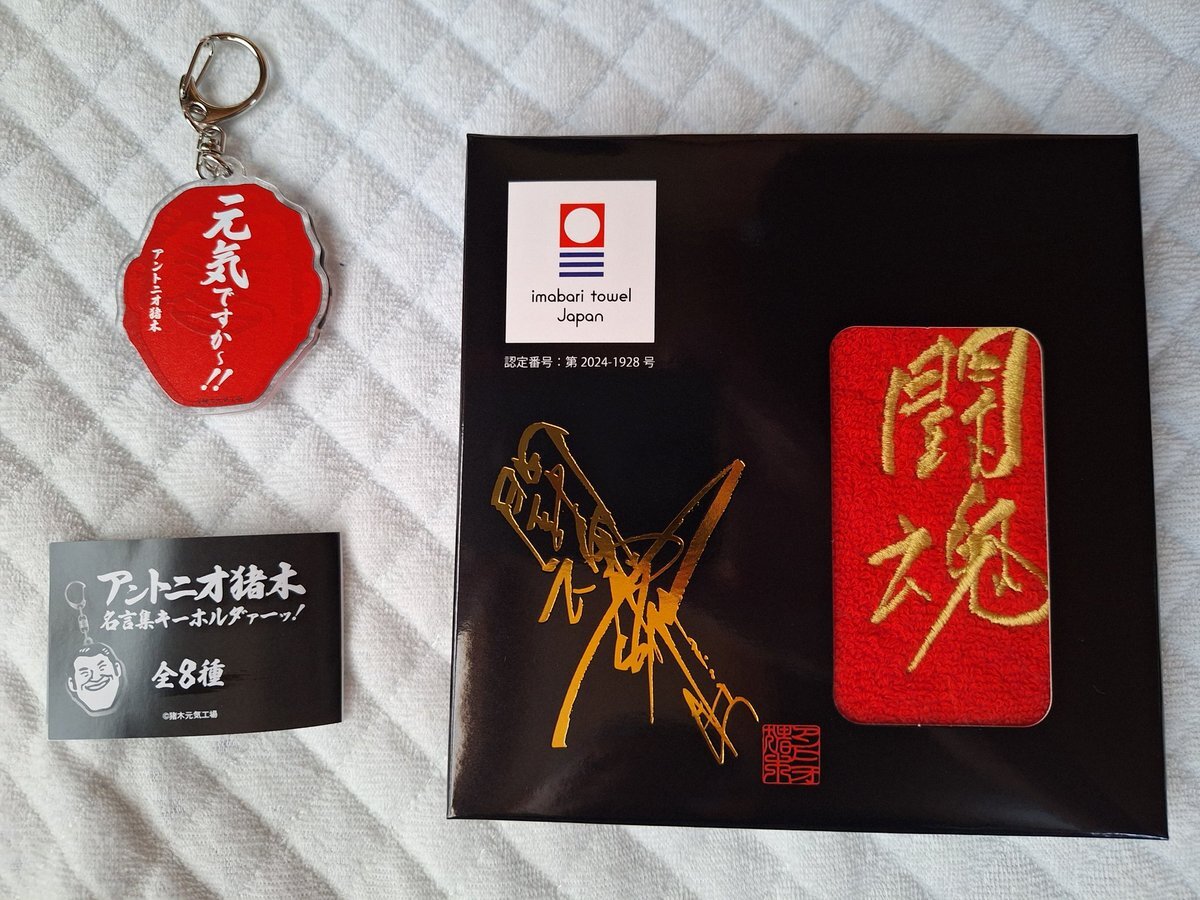 元気ですか〜!!
アントニオ猪木
アントニオ猪木
名言集キーホルダァーッ!
全8種
©猪木元気工場
imabari towel
Japan
認定番号：第 2024-1928 号
闘魂